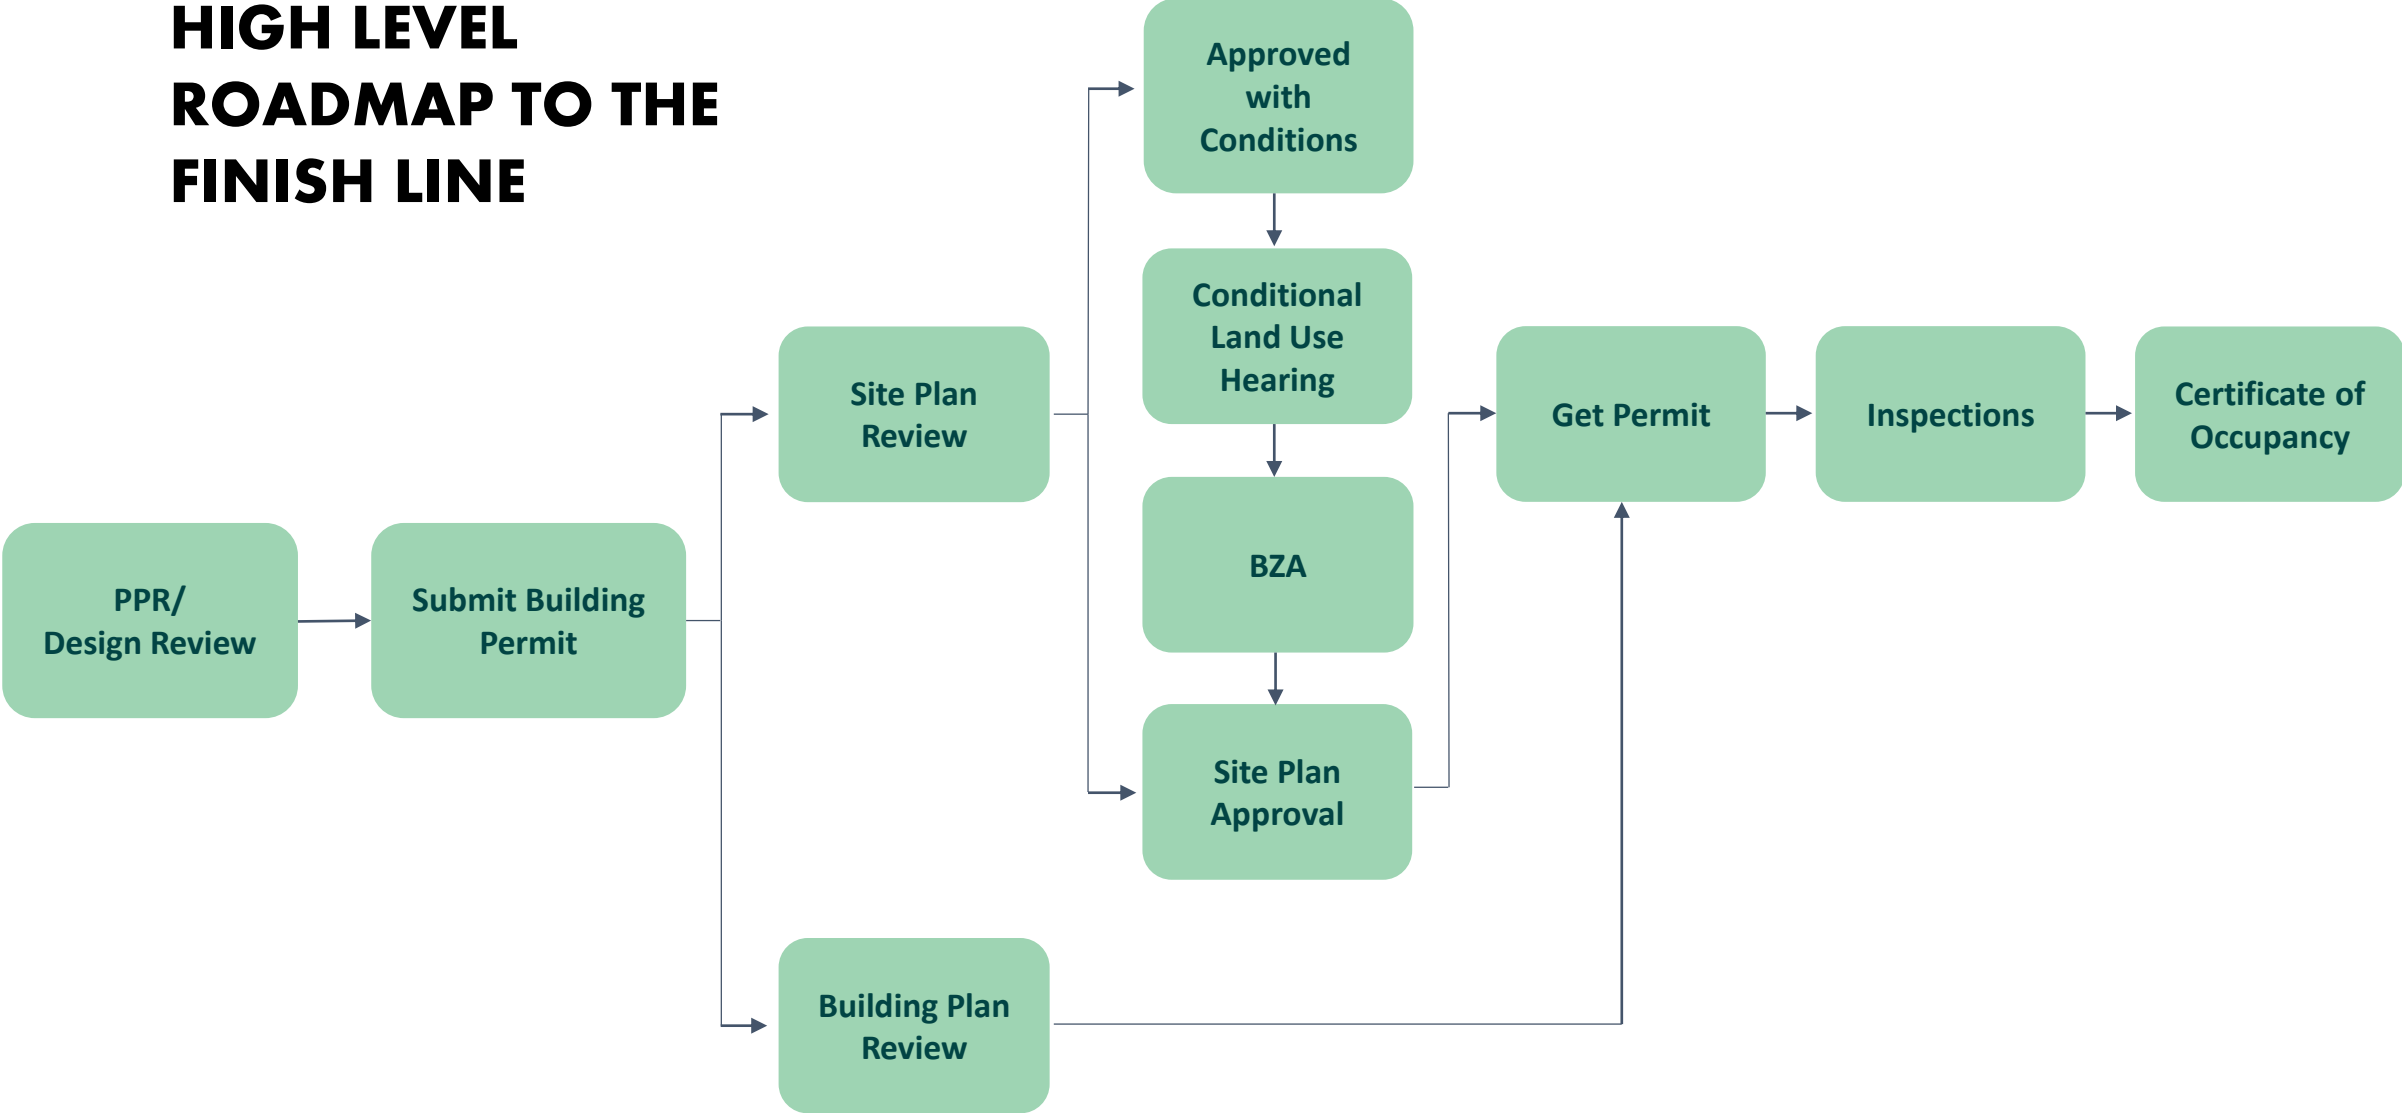 HIGH LEVEL
ROADMAP TO THE
FINISH LINE
PPR/
Design Review
Submit Building
Permit
Site Plan
Review
Building Plan
Review
Approved
with
Conditions
Conditional
Land Use
Hearing
BZA
Site Plan
Approval
Get Permit
Inspections
Certificate of
Occupancy